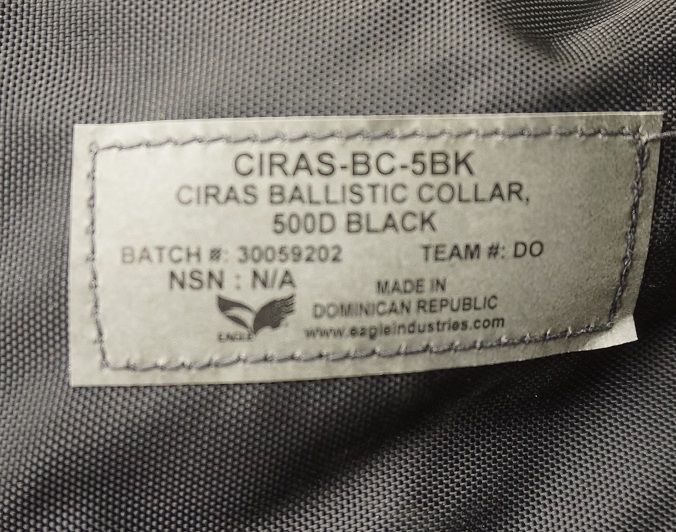 CIRAS-BC-5BK
CIRAS BALLISTIC COLLAR,
500D BLACK
BATCH #: 30059202 TEAM #: DO
NSN : N/A
MADE IN
DOMINICAN REPUBLIC
EAGLE
www.eagleindustries.com